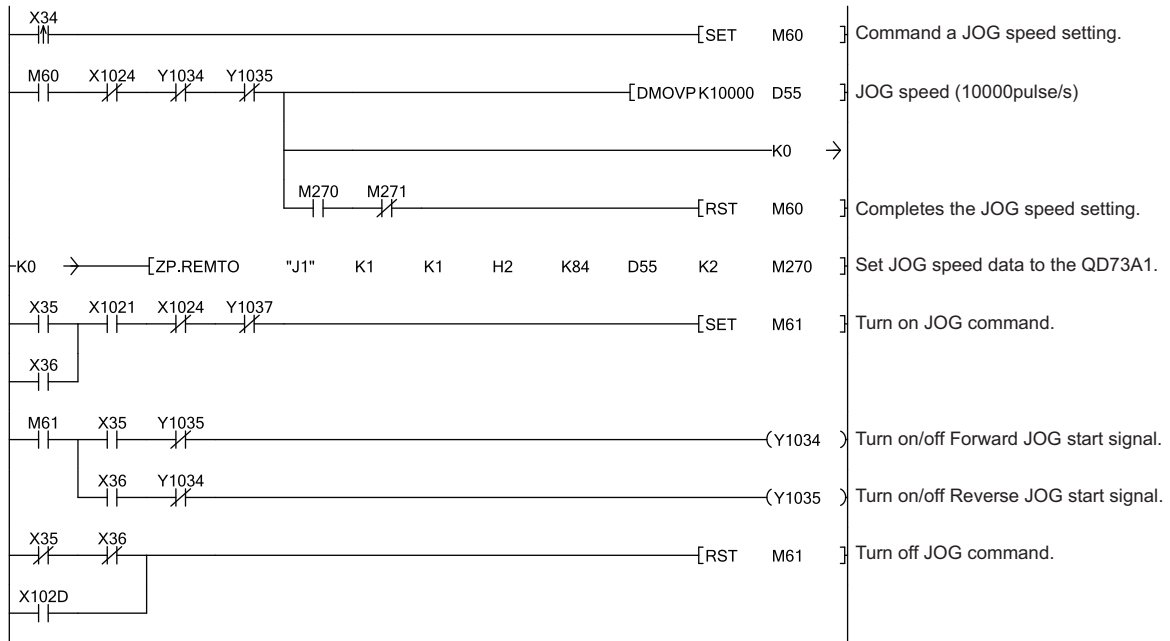 X34
[SET M60 ] Command a JOG speed setting.
M60 X1024 Y1034 Y1035
[DMOVP K10000 D55 ] JOG speed (10000pulse/s)
K0
M270 M271
[RST M60 ] Completes the JOG speed setting.
K0 [ZP.REMTO "J1" K1 K1 H2 K84 D55 K2 M270 ] Set JOG speed data to the QD73A1.
X35 X1021 X1024 Y1037
[SET M61 ] Turn on JOG command.
X36
M61 X35 Y1035
(Y1034 ) Turn on/off Forward JOG start signal.
X36 Y1034
(Y1035 ) Turn on/off Reverse JOG start signal.
X35 X36
[RST M61 ] Turn off JOG command.
X102D